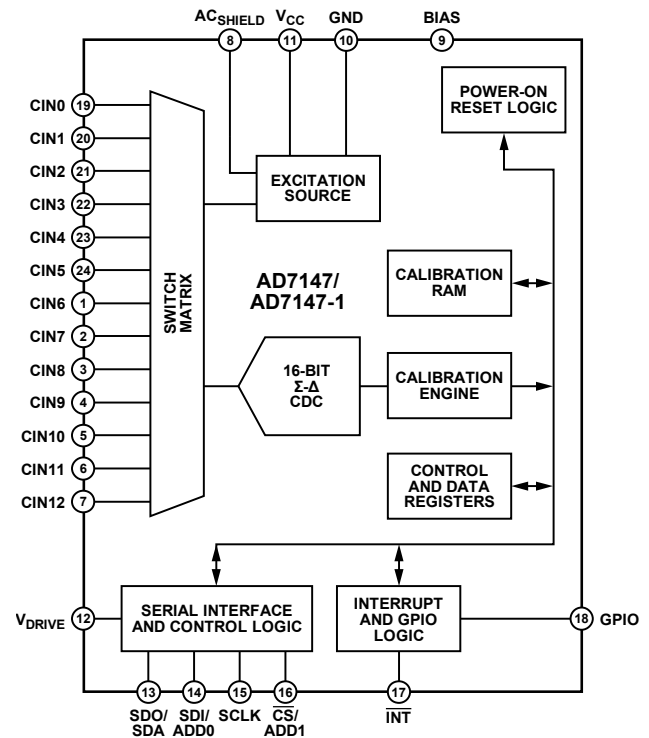 ACSHIELD VCC GND BIAS
8 11 10 9
POWER-ON
RESET LOGIC
CIN0 19
CIN1 20
CIN2 21
CIN3 22
CIN4 23
CIN5 24
CIN6 1
CIN7 2
CIN8 3
CIN9 4
CIN10 5
CIN11 6
CIN12 7
SWITCH
MATRIX
EXCITATION
SOURCE
AD7147/
AD7147-1
CALIBRATION
RAM
16-BIT
Σ-Δ
CDC
CALIBRATION
ENGINE
CONTROL
AND DATA
REGISTERS
VDRIVE 12
SERIAL INTERFACE
AND CONTROL LOGIC
INTERRUPT
AND GPIO
LOGIC
18 GPIO
13 14 15 16 17
SDO/
SDA
SDI/
ADD0
SCLK
CS/
ADD1
INT